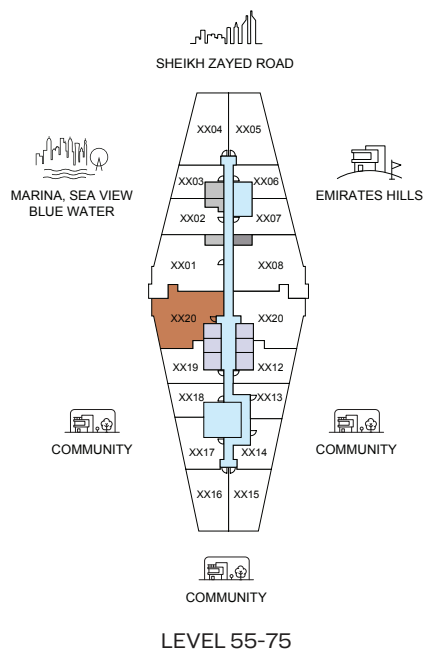 SHEIKH ZAYED ROAD
XX04 XX05
XX03 XX06
MARINA, SEA VIEW
BLUE WATER
EMIRATES HILLS
XX02 XX07
XX01 XX08
XX20 XX20
XX19 XX12
XX18 XX13
COMMUNITY
COMMUNITY
XX17 XX14
XX16 XX15
COMMUNITY
LEVEL 55-75